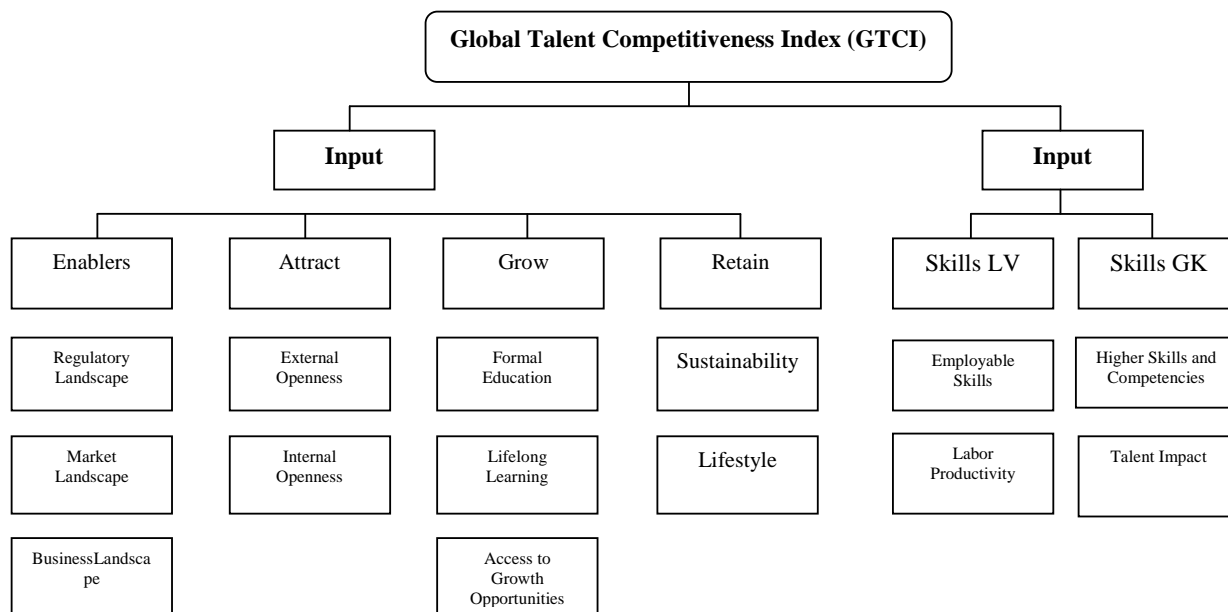 Global Talent Competitiveness Index (GTCI)
Input
Input
Enablers
Attract
Grow
Retain
Skills LV
Skills GK
Regulatory
Landscape
External
Openness
Formal
Education
Sustainability
Employable
Skills
Higher Skills and
Competencies
Market
Landscape
Internal
Openness
Lifelong
Learning
Lifestyle
Labor
Productivity
Talent Impact
BusinessLandsca
pe
Access to
Growth
Opportunities